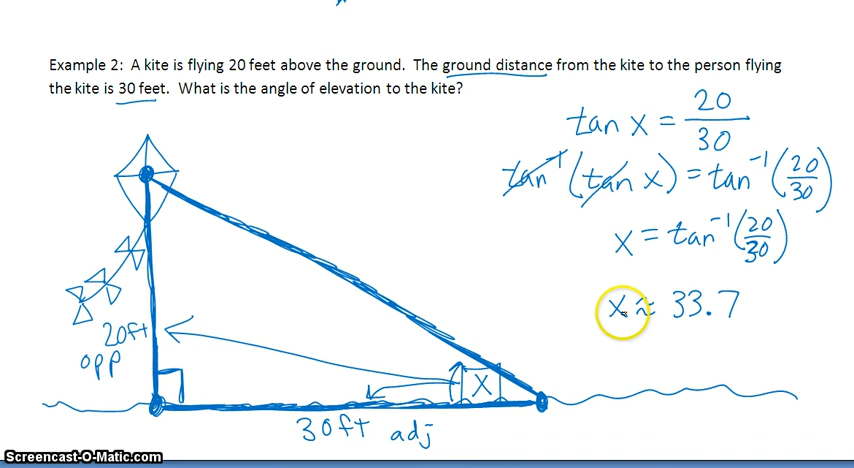 Example 2: A kite is flying 20 feet above the ground. The ground distance from the kite to the person flying
the kite is 30 feet. What is the angle of elevation to the kite?
tan x = 20/30
tan⁻¹(tan x) = tan⁻¹(20/30)
x = tan⁻¹(20/30)
x ≈ 33.7
20ft
opp
x
30ft adj
Screencast-O-Matic.com